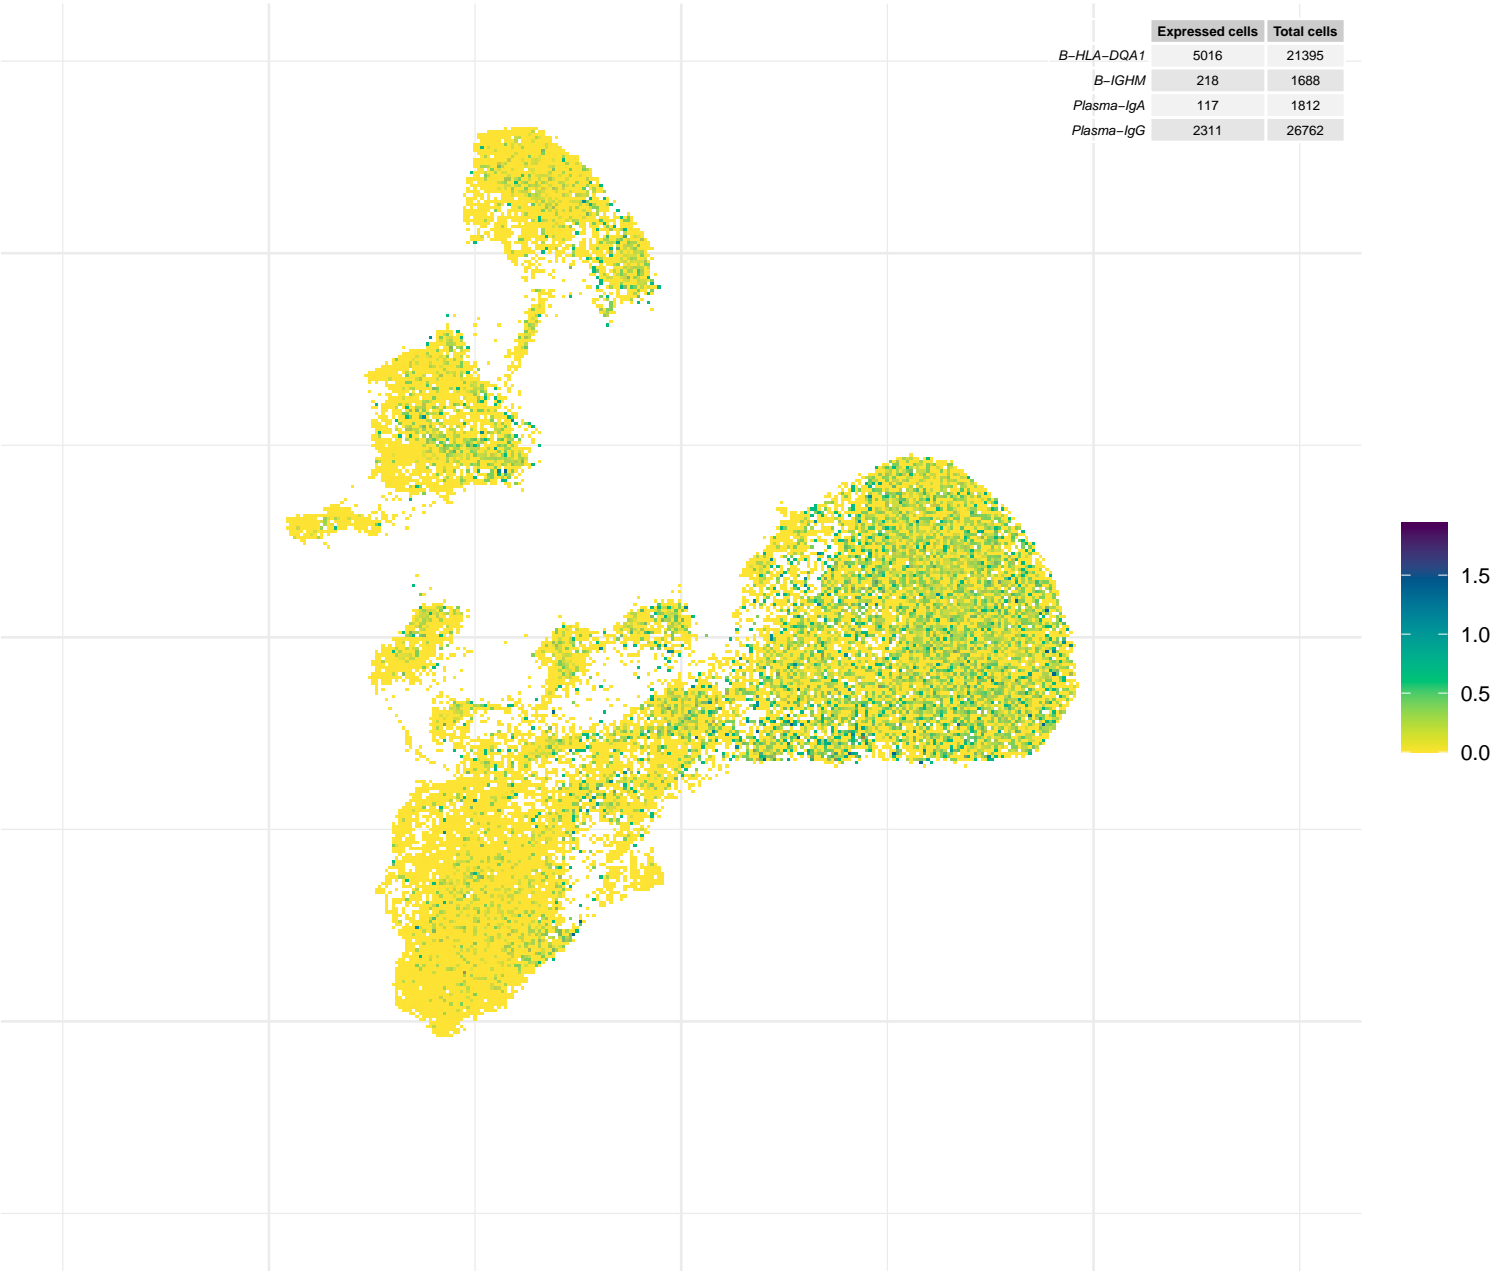 Expressed cells Total cells
B−HLA−DQA1 5016 21395
B−IGHM 218 1688
Plasma−IgA 117 1812
Plasma−IgG 2311 26762
1.5
1.0
0.5
0.0